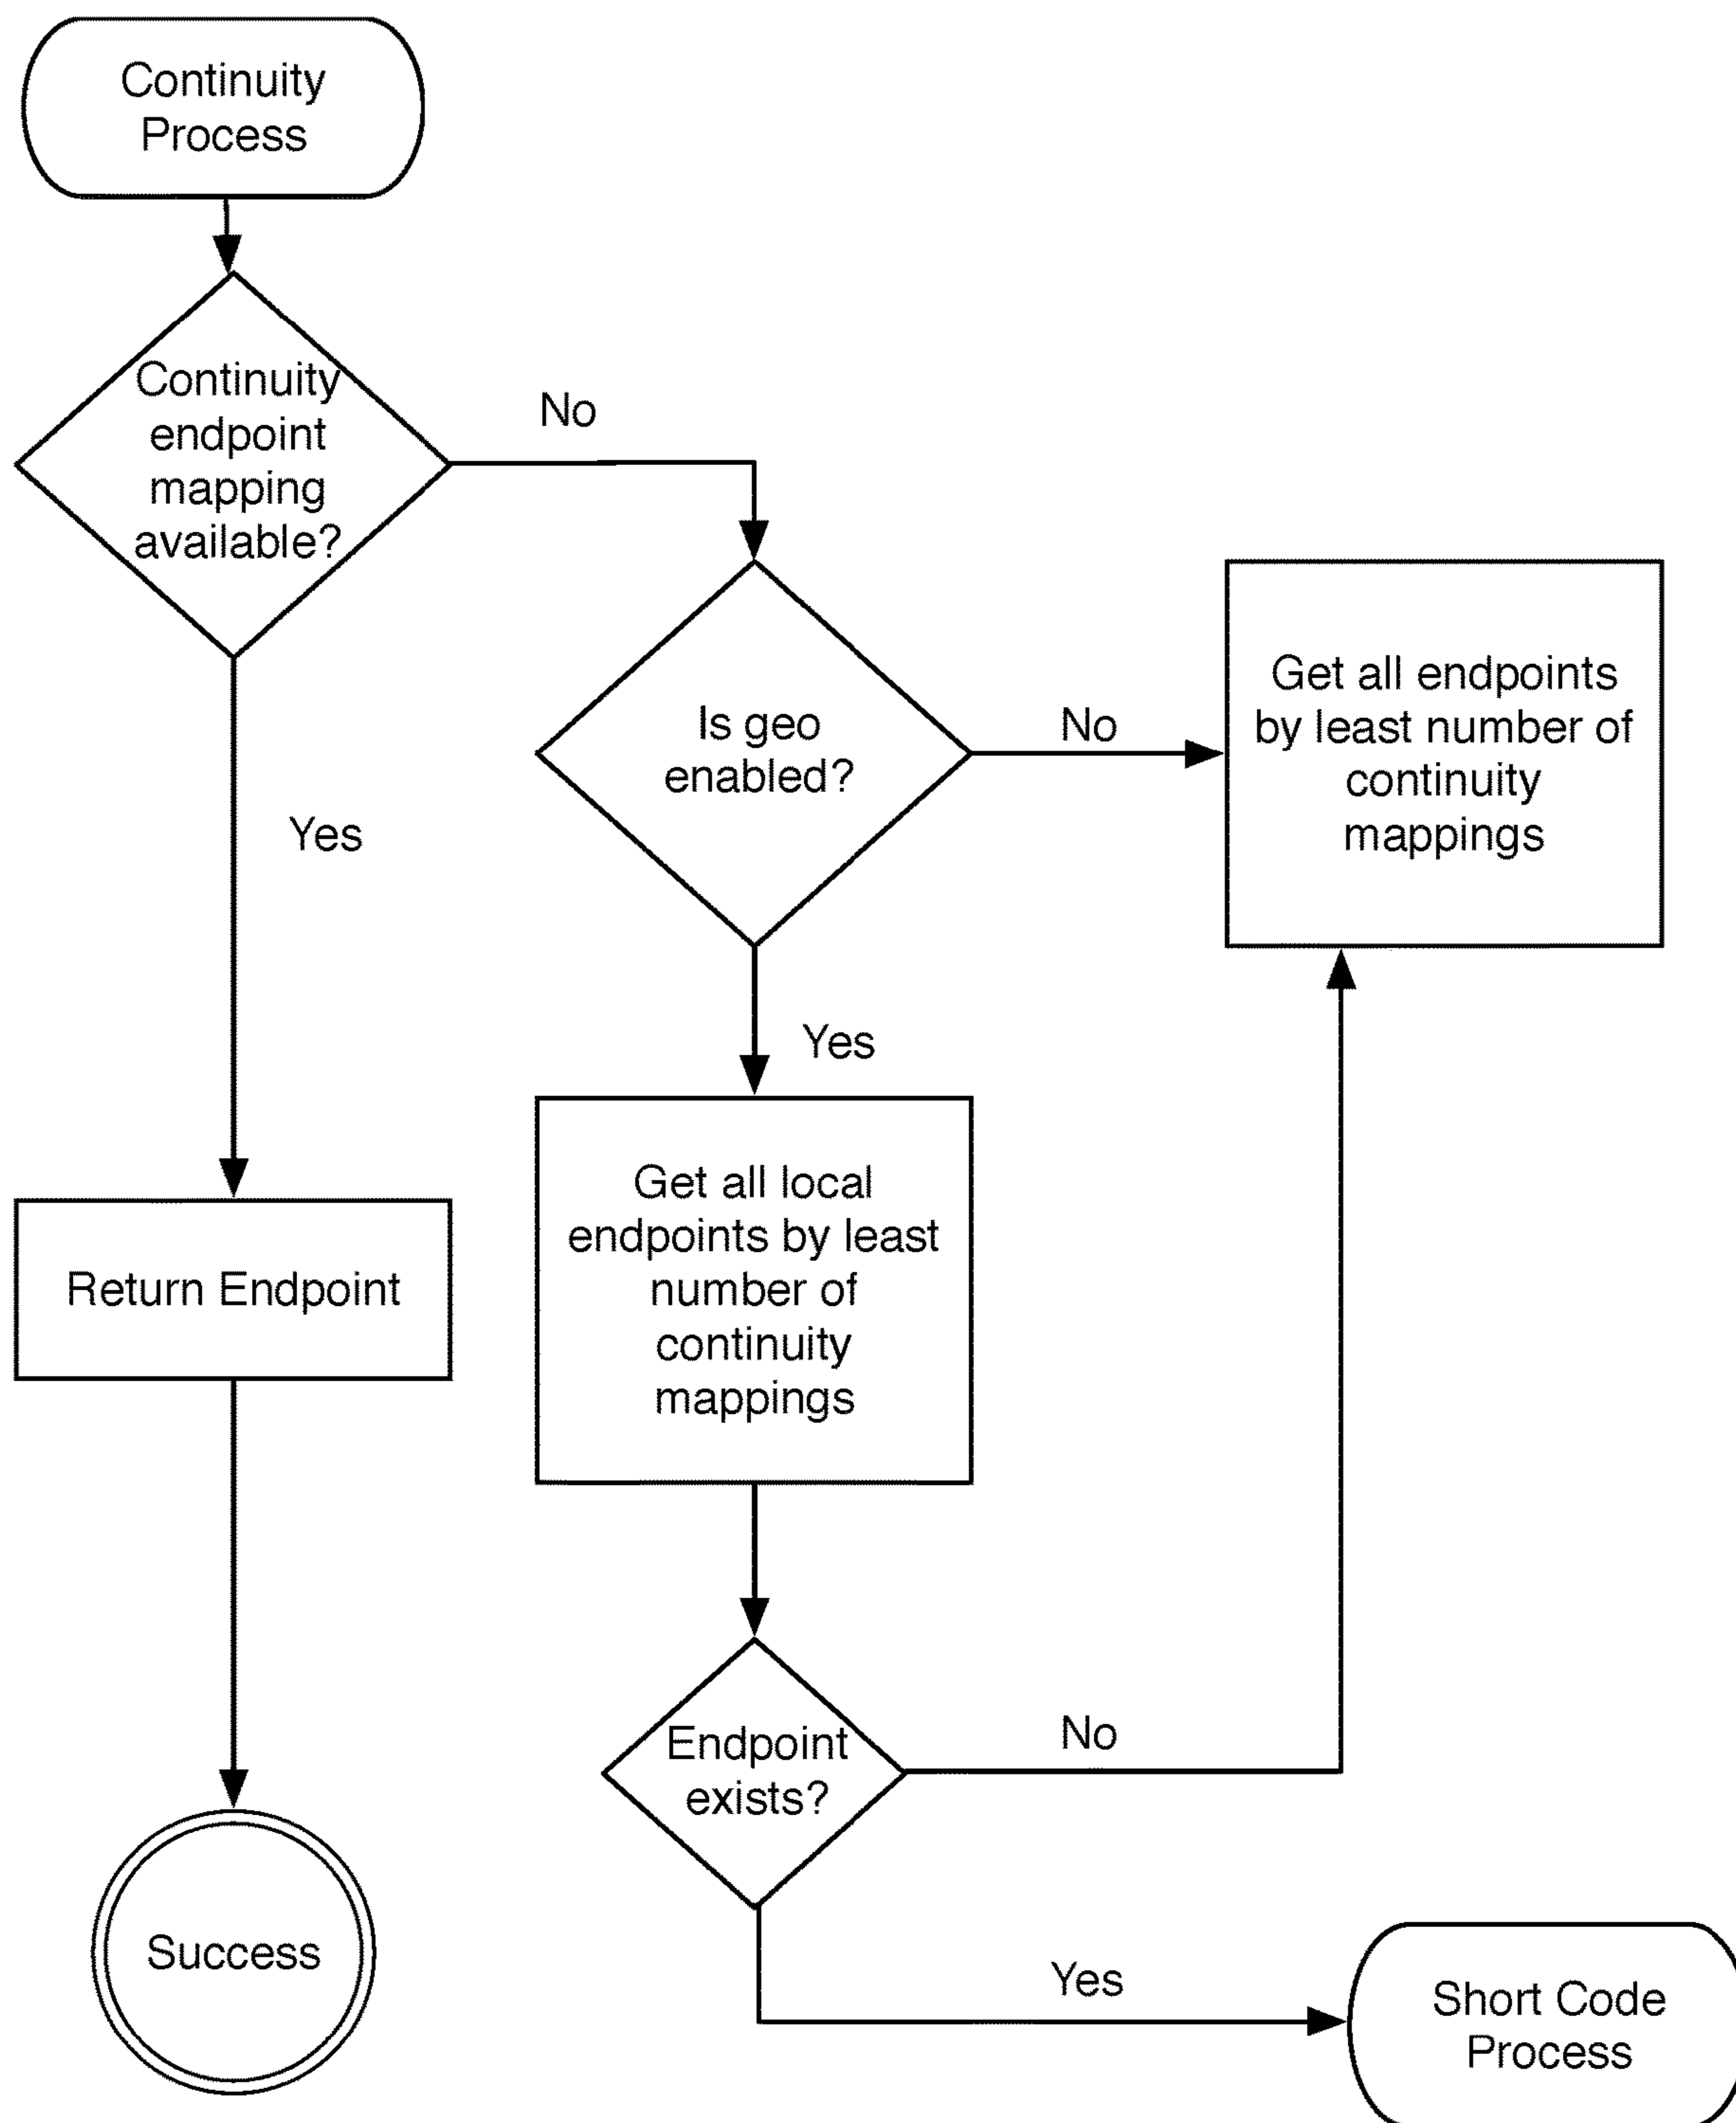 Continuity
Process
Continuity
endpoint
mapping
available?
No
Is geo
enabled?
No
Get all endpoints
by least number of
continuity
mappings
Yes
Yes
Get all local
endpoints by least
number of
continuity
mappings
Return Endpoint
Endpoint
exists?
No
Success
Yes
Short Code
Process